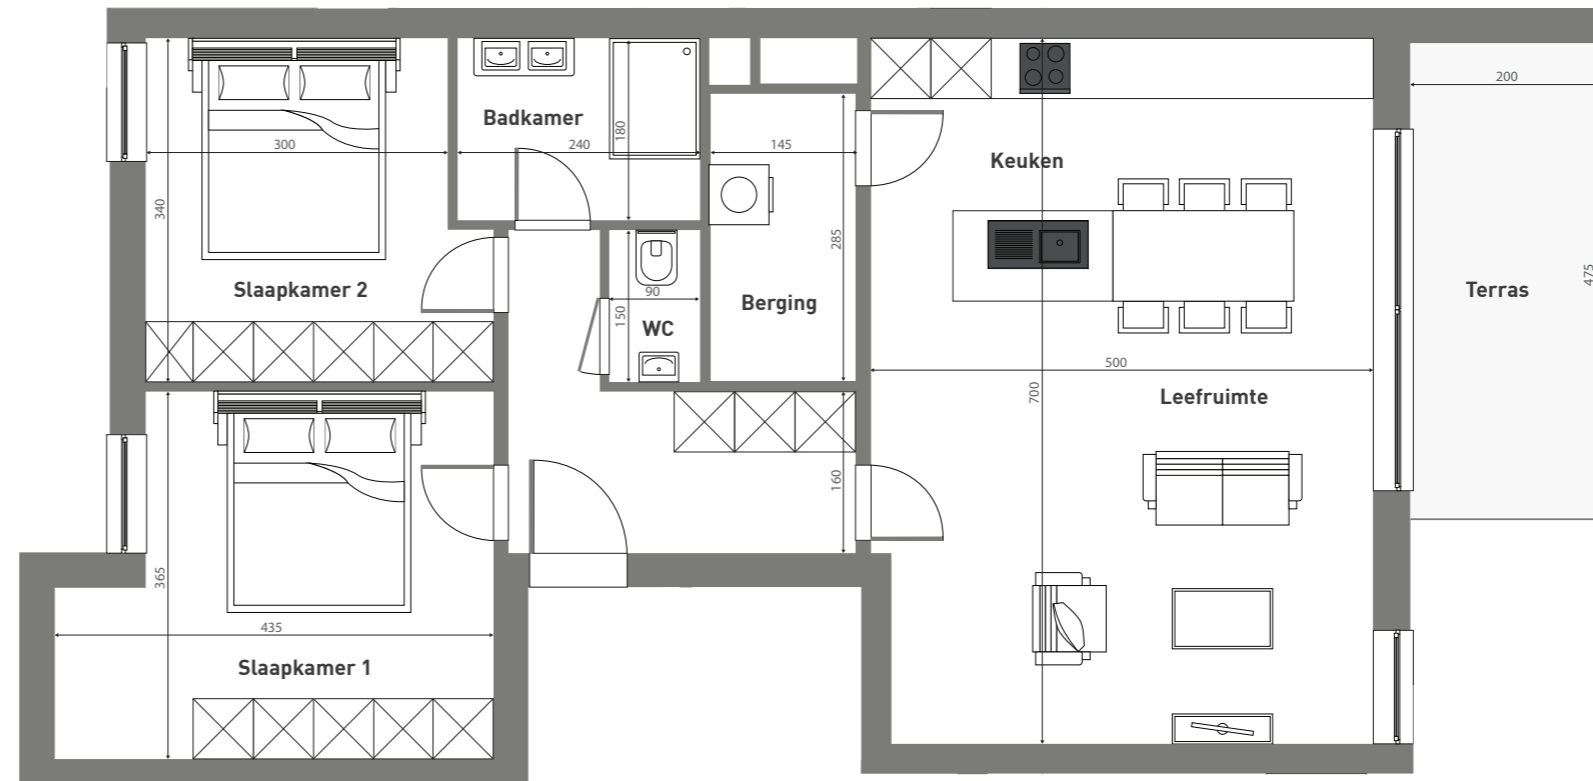 200
Badkamer
180
300
240
145
Keuken
340
285
475
Slaapkamer 2
90
Terras
Berging
150
WC
500
700
Leefruimte
160
365
435
Slaapkamer 1